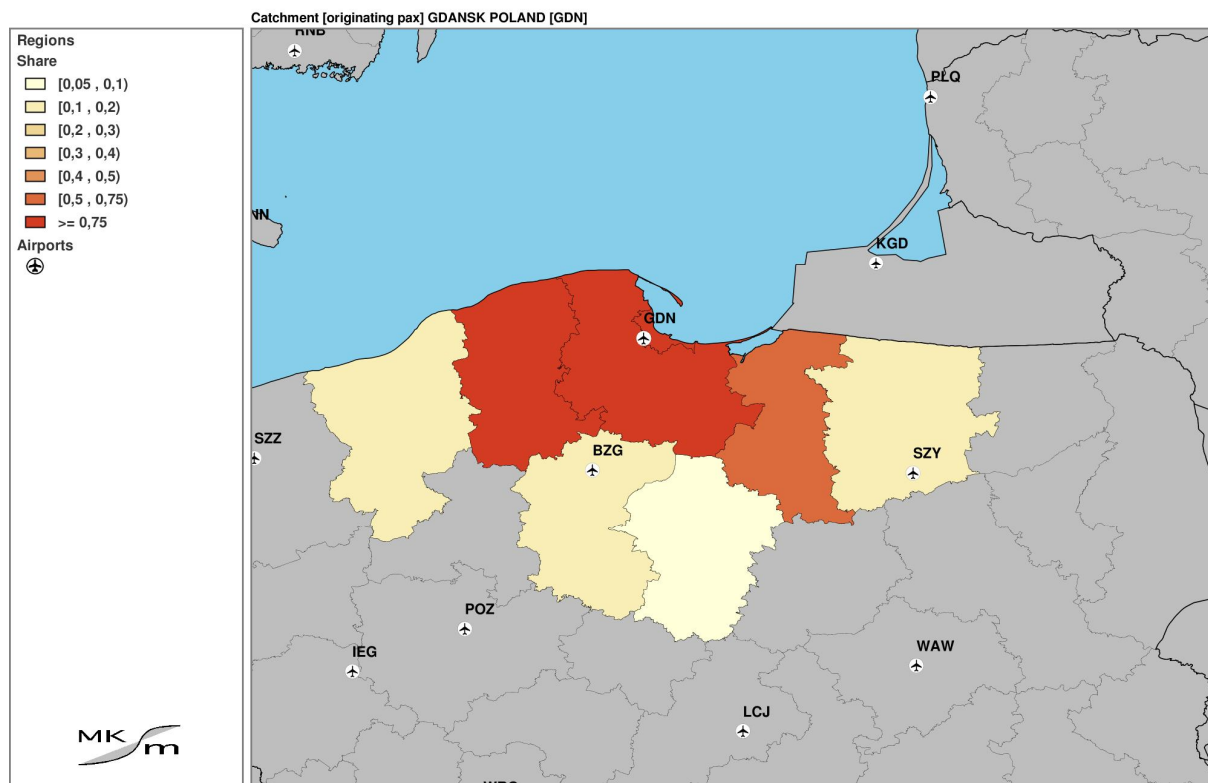 Catchment [originating pax] GDANSK POLAND [GDN]
Regions
Share
[0,05 , 0,1)
[0,1 , 0,2)
[0,2 , 0,3)
[0,3 , 0,4)
[0,4 , 0,5)
[0,5 , 0,75)
>= 0,75
Airports
RNB
PLQ
KGD
GDN
SZZ
BZG
SZY
POZ
IEG
WAW
LCJ
MK
m